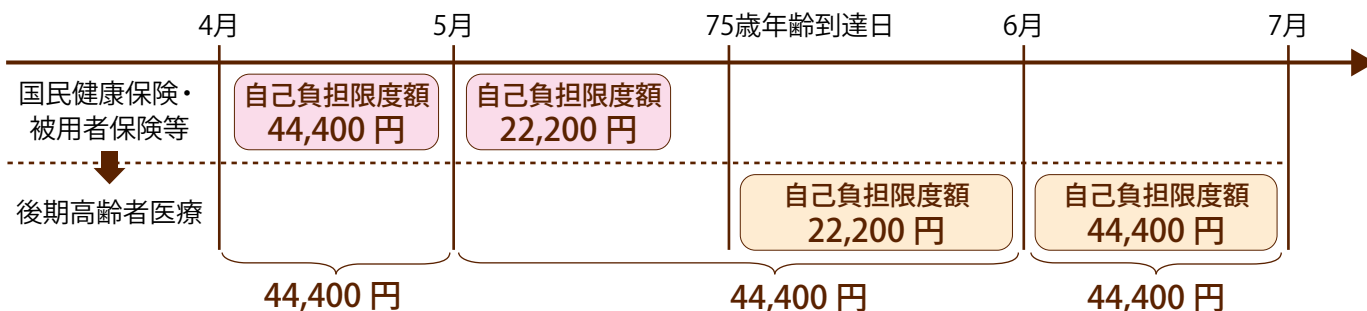 4月
5月
75歳年齢到達日
6月
7月
国民健康保険・
被用者保険等
自己負担限度額
44,400 円
自己負担限度額
22,200 円
後期高齢者医療
自己負担限度額
22,200 円
自己負担限度額
44,400 円
44,400 円
44,400 円
44,400 円